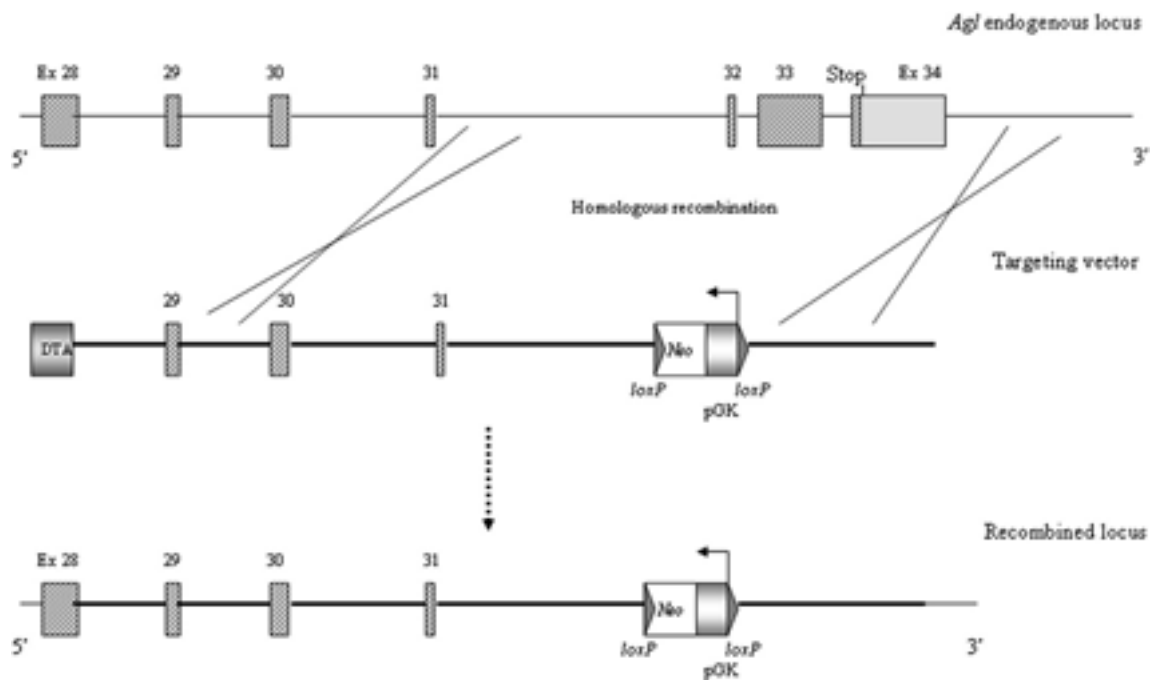 Agl endogenous locus
Ex 28 29 30 31 32 33 Stop Ex 34
5' 3'
Homologous recombination
Targeting vector
29 30 31
DTA Neo
loxP loxP
pGK
Recombined locus
Ex 28 29 30 31
Neo
5' loxP loxP 3'
pGK